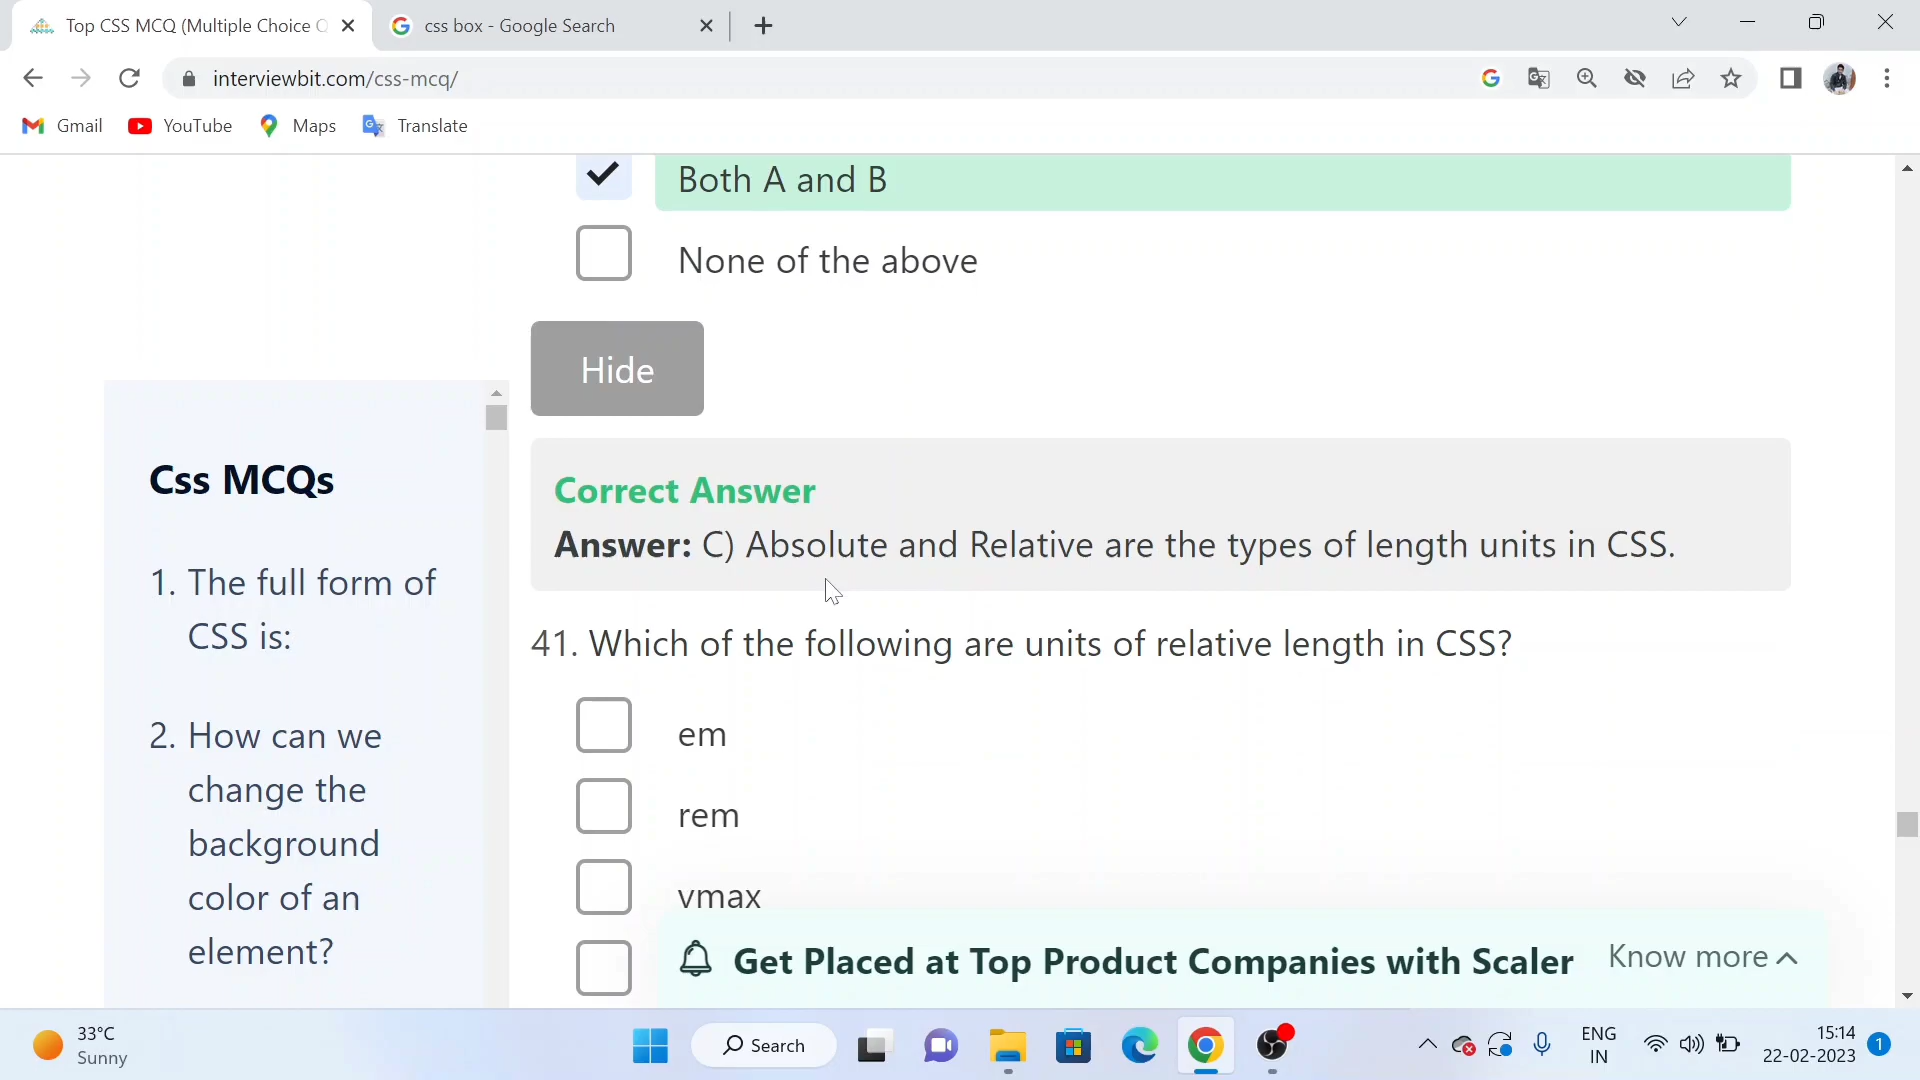 Top CSS MCQ (Multiple Choice Q
css box - Google Search
interviewbit.com/css-mcq/
Gmail
YouTube
Maps
Translate
Both A and B
None of the above
Hide
Correct Answer
Answer: C) Absolute and Relative are the types of length units in CSS.
Css MCQs
1. The full form of
CSS is:
2. How can we
change the
background
color of an
element?
41. Which of the following are units of relative length in CSS?
em
rem
vmax
Get Placed at Top Product Companies with Scaler
Know more
33°C
Sunny
Search
ENG
IN
15:14
22-02-2023
1